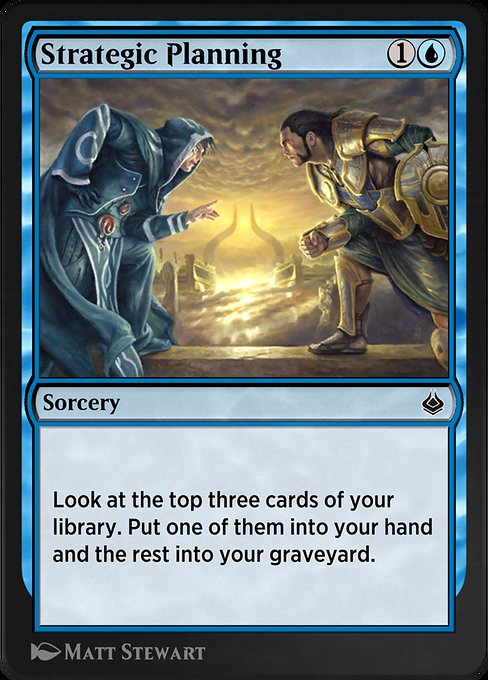 Strategic Planning 1
Sorcery
Look at the top three cards of your
library. Put one of them into your hand
and the rest into your graveyard.
MATT STEWART